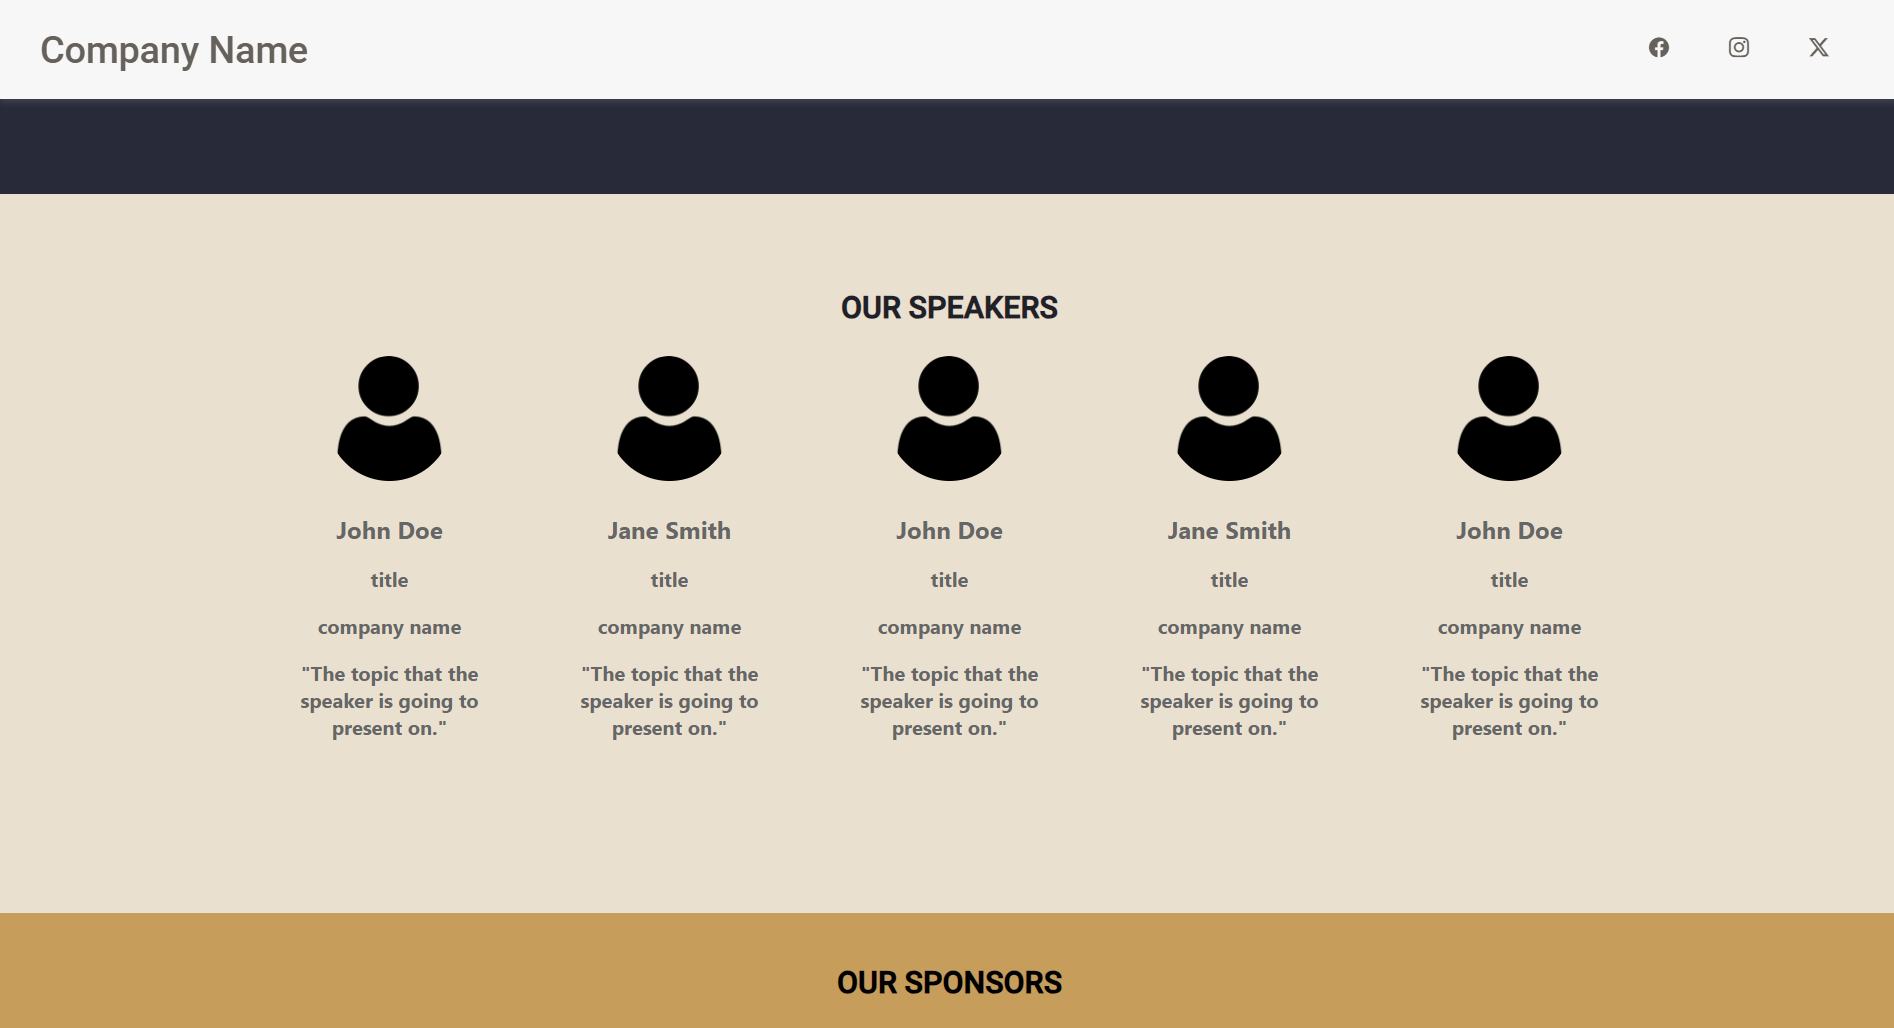 Company Name
OUR SPEAKERS
John Doe
title
company name
"The topic that the
speaker is going to
present on."
Jane Smith
title
company name
"The topic that the
speaker is going to
present on."
John Doe
title
company name
"The topic that the
speaker is going to
present on."
Jane Smith
title
company name
"The topic that the
speaker is going to
present on."
John Doe
title
company name
"The topic that the
speaker is going to
present on."
OUR SPONSORS